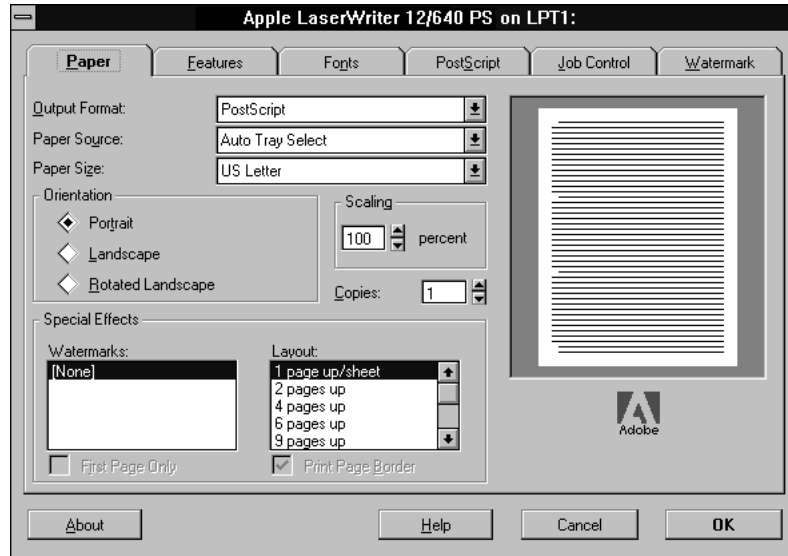 Apple LaserWriter 12/640 PS on LPT1:
Paper Features Fonts PostScript Job Control Watermark
Output Format: PostScript
Paper Source: Auto Tray Select
Paper Size: US Letter
Orientation
Portrait
Landscape
Rotated Landscape
Scaling
100 percent
Copies: 1
Special Effects
Watermarks:
[None]
First Page Only
Layout:
1 page up/sheet
2 pages up
4 pages up
6 pages up
9 pages up
Print Page Border
Adobe
About Help Cancel OK